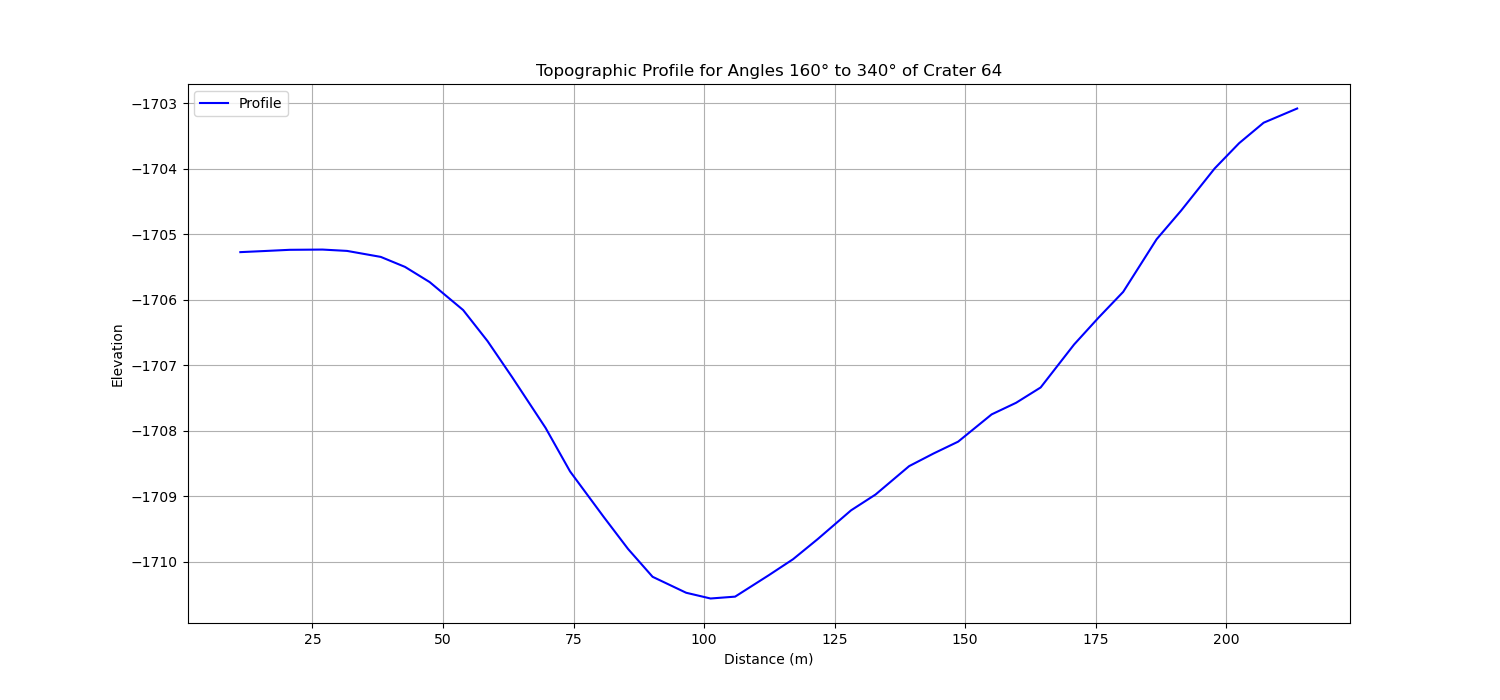 Topographic Profile for Angles 160° to 340° of Crater 64
Profile
−1703
−1704
−1705
−1706
−1707
−1708
−1709
−1710
Elevation
25 50 75 100 125 150 175 200
Distance (m)